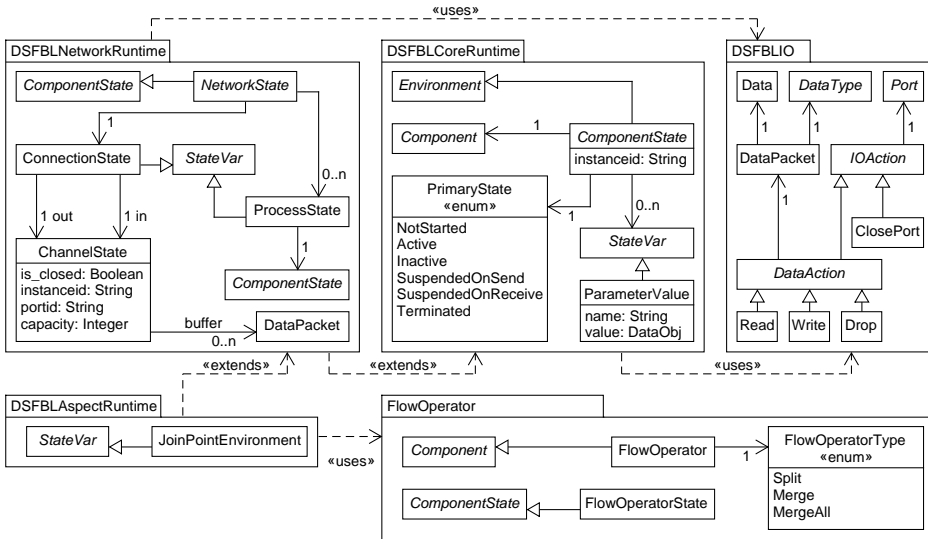 «uses»
DSFBLNetworkRuntime
ComponentState
NetworkState
1
ConnectionState
StateVar
0..n
1 out
1 in
ProcessState
1
ChannelState
is_closed: Boolean
instanceid: String
portid: String
capacity: Integer
ComponentState
buffer
0..n
DataPacket
DSFBLCoreRuntime
Environment
Component
1
ComponentState
instanceid: String
PrimaryState
«enum»
1
NotStarted
Active
Inactive
SuspendedOnSend
SuspendedOnReceive
Terminated
0..n
StateVar
ParameterValue
name: String
value: DataObj
DSFBLIO
Data
DataType
Port
1
1
1
DataPacket
IOAction
1
ClosePort
DataAction
Read
Write
Drop
«extends»
«extends»
«uses»
DSFBLAspectRuntime
StateVar
JoinPointEnvironment
«uses»
FlowOperator
Component
FlowOperator
1
FlowOperatorType
«enum»
Split
Merge
MergeAll
ComponentState
FlowOperatorState